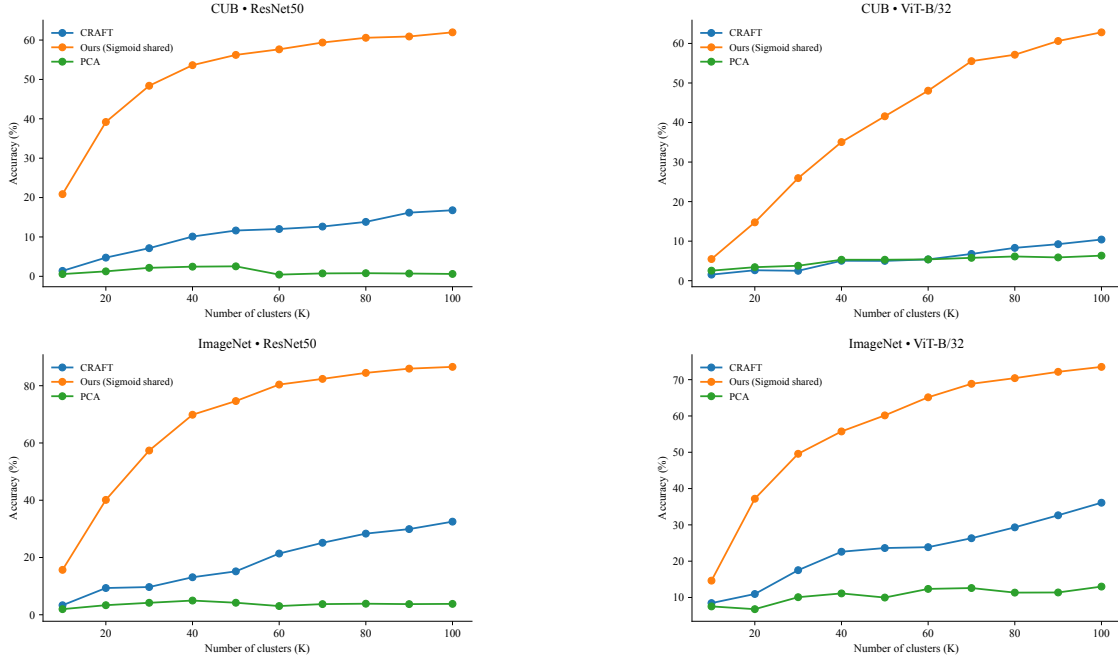 CUB • ResNet50
CRAFT
Ours (Sigmoid shared)
PCA
60
50
40
30
20
10
0
Accuracy (%)
20
40
60
80
100
Number of clusters (K)
CUB • ViT-B/32
CRAFT
Ours (Sigmoid shared)
PCA
60
50
40
30
20
10
0
Accuracy (%)
20
40
60
80
100
Number of clusters (K)
ImageNet • ResNet50
CRAFT
Ours (Sigmoid shared)
PCA
80
60
40
20
0
Accuracy (%)
20
40
60
80
100
Number of clusters (K)
ImageNet • ViT-B/32
CRAFT
Ours (Sigmoid shared)
PCA
70
60
50
40
30
20
10
Accuracy (%)
20
40
60
80
100
Number of clusters (K)